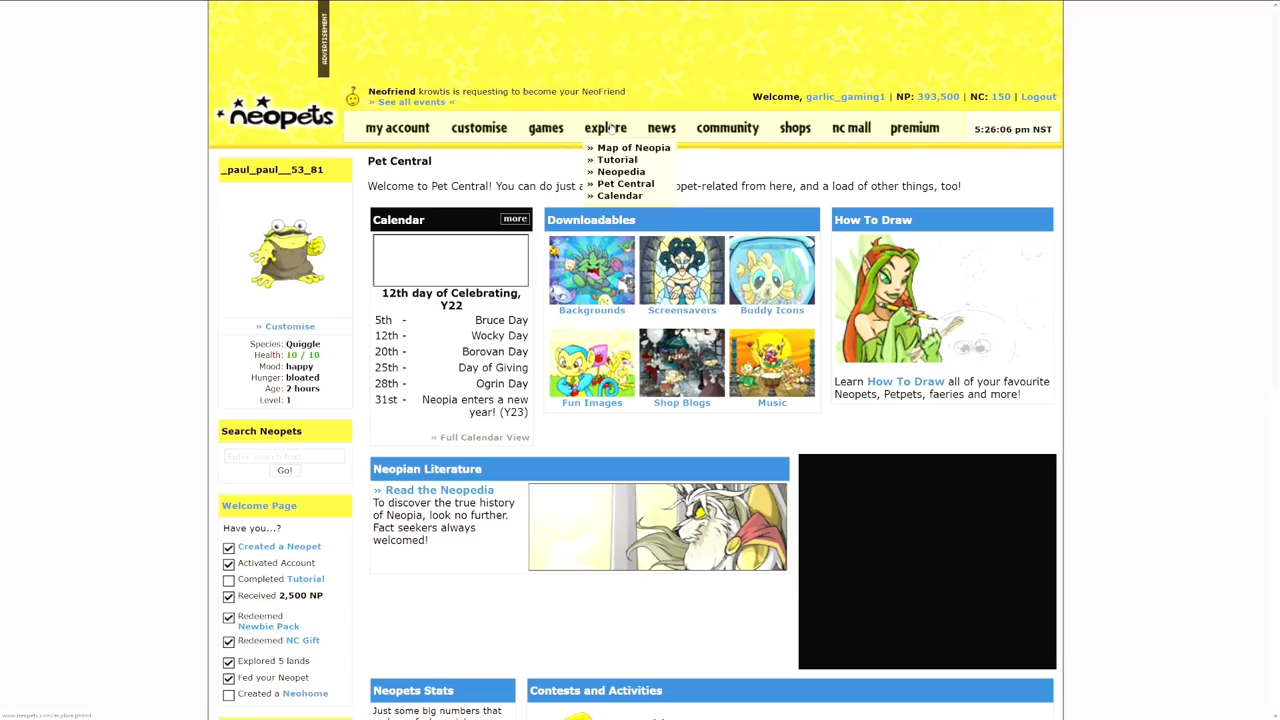 ADVERTISEMENT
Neofriend krowtis is requesting to become your NeoFriend
» See all events «
Welcome, garlic_gaming1 | NP: 393,500 | NC: 150 | Logout
neopets
my account customise games explore news community shops nc mall premium 5:26:06 pm NST
» Map of Neopia
» Tutorial
» Neopedia
» Pet Central
» Calendar
_paul_paul__53_81
» Customise
Species: Quiggle
Health: 10 / 10
Mood: happy
Hunger: bloated
Age: 2 hours
Level: 1
Search Neopets
Enter search text...
Go!
Welcome Page
Have you...?
Created a Neopet
Activated Account
Completed Tutorial
Received 2,500 NP
Redeemed
Newbie Pack
Redeemed NC Gift
Explored 5 lands
Fed your Neopet
Created a Neohome
Pet Central
Welcome to Pet Central! You can do just a opet-related from here, and a load of other things, too!
Calendar more
12th day of Celebrating,
Y22
5th - Bruce Day
12th - Wocky Day
20th - Borovan Day
25th - Day of Giving
28th - Ogrin Day
31st - Neopia enters a new
year! (Y23)
» Full Calendar View
Downloadables
Backgrounds Screensavers Buddy Icons
Fun Images Shop Blogs Music
How To Draw
Learn How To Draw all of your favourite
Neopets, Petpets, faeries and more!
Neopian Literature
» Read the Neopedia
To discover the true history
of Neopia, look no further.
Fact seekers always
welcomed!
Neopets Stats
Just some big numbers that
Contests and Activities
www.neopets.com/explore.phtml